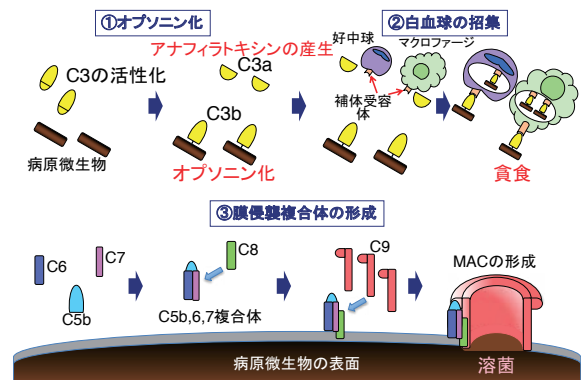 ①オプソニン化
②白血球の招集
アナフィラトキシンの産生
好中球
マクロファージ
C3の活性化
C3a
補体受容
体
C3b
病原微生物
オプソニン化
貪食
③膜侵襲複合体の形成
C6
C7
C5b
C8
C5b,6,7複合体
C9
MACの形成
病原微生物の表面
溶菌